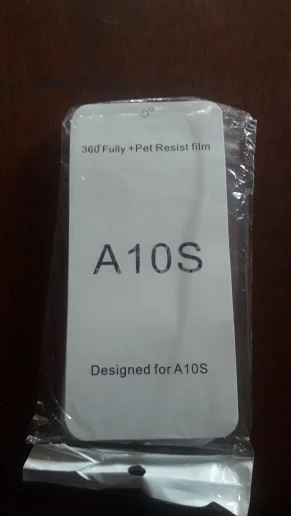 360° Fully +Pet Resist film
A10S
Designed for A10S